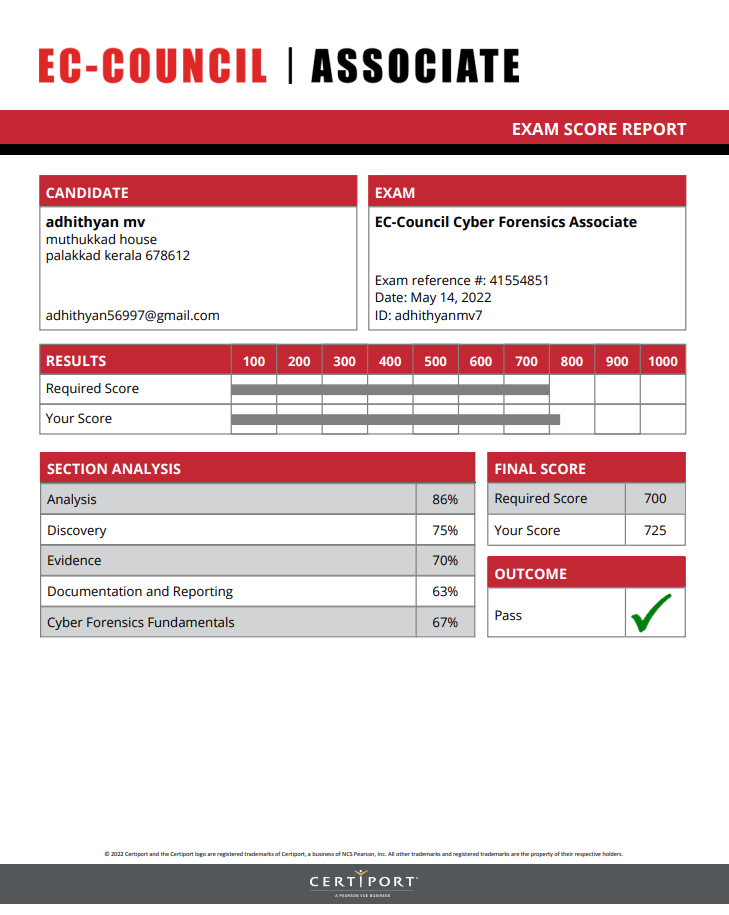 EC-COUNCIL | ASSOCIATE
EXAM SCORE REPORT
CANDIDATE
adhithyan mv
muthukkad house
palakkad kerala 678612
adhithyan56997@gmail.com
EXAM
EC-Council Cyber Forensics Associate
Exam reference #: 41554851
Date: May 14, 2022
ID: adhithyanmv7
RESULTS 100 200 300 400 500 600 700 800 900 1000
Required Score
Your Score
SECTION ANALYSIS
Analysis 86%
Discovery 75%
Evidence 70%
Documentation and Reporting 63%
Cyber Forensics Fundamentals 67%
FINAL SCORE
Required Score 700
Your Score 725
OUTCOME
Pass
© 2022 Certiport and the Certiport logo are registered trademarks of Certiport, a business of NCS Pearson, Inc. All other trademarks and registered trademarks are the property of their respective holders.
CERTIPORT
A PEARSON VUE BUSINESS